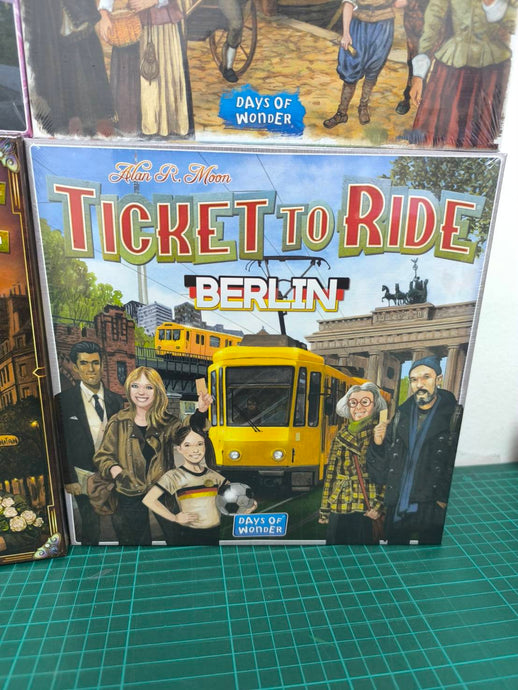 DAYS OF
WONDER
Alan R. Moon
TICKET TO RIDE
BERLIN
DAYS OF
WONDER